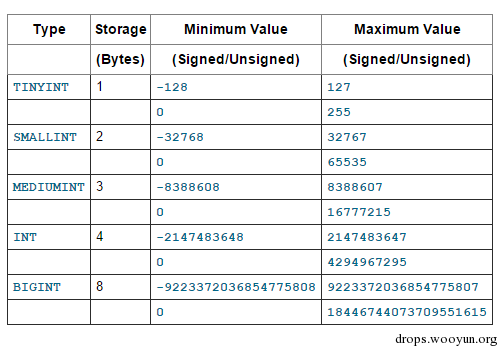 Type Storage Minimum Value Maximum Value
(Bytes) (Signed/Unsigned) (Signed/Unsigned)
TINYINT 1 -128 127
0 255
SMALLINT 2 -32768 32767
0 65535
MEDIUMINT 3 -8388608 8388607
0 16777215
INT 4 -2147483648 2147483647
0 4294967295
BIGINT 8 -9223372036854775808 9223372036854775807
0 18446744073709551615
drops.wooyun.org